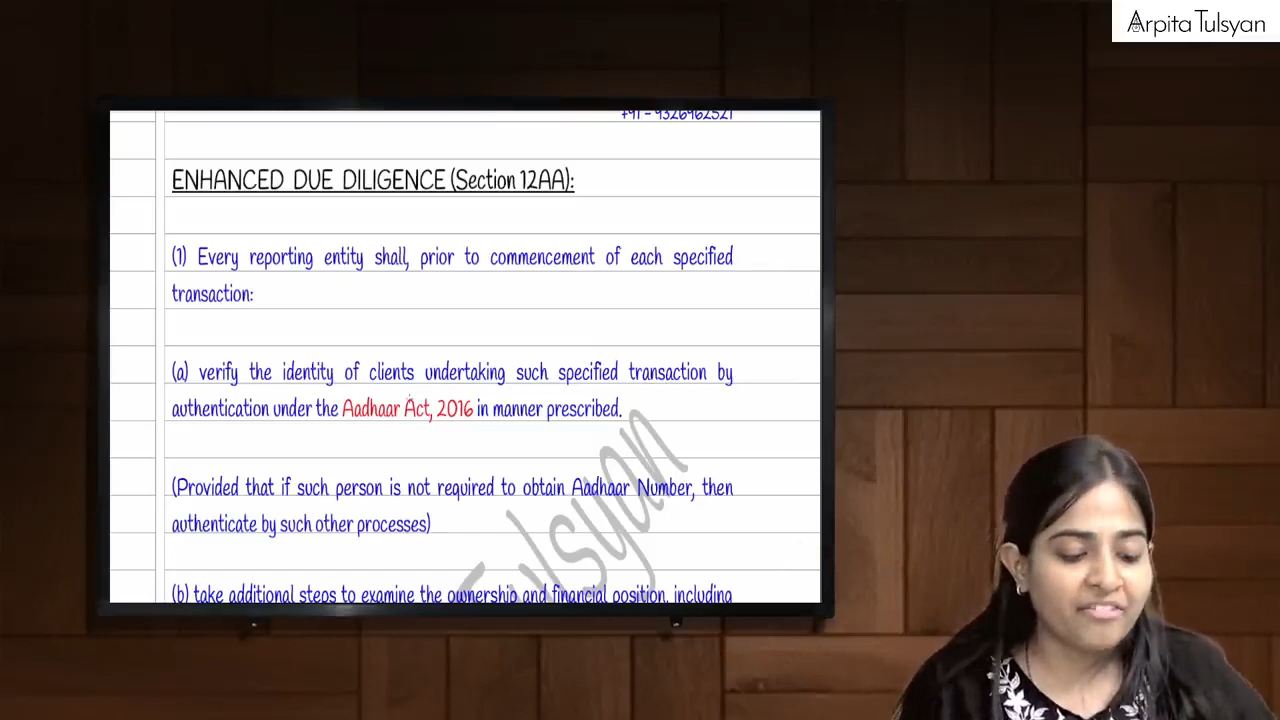 Arpita Tulsyan
+91 - 9326962521
ENHANCED DUE DILIGENCE (Section 12AA):
(1) Every reporting entity shall, prior to commencement of each specified
transaction:
(a) verify the identity of clients undertaking such specified transaction by
authentication under the Aadhaar Act, 2016 in manner prescribed.
(Provided that if such person is not required to obtain Aadhaar Number, then
authenticate by such other processes)
Tulsyan
(b) take additional steps to examine the ownership and financial position, including